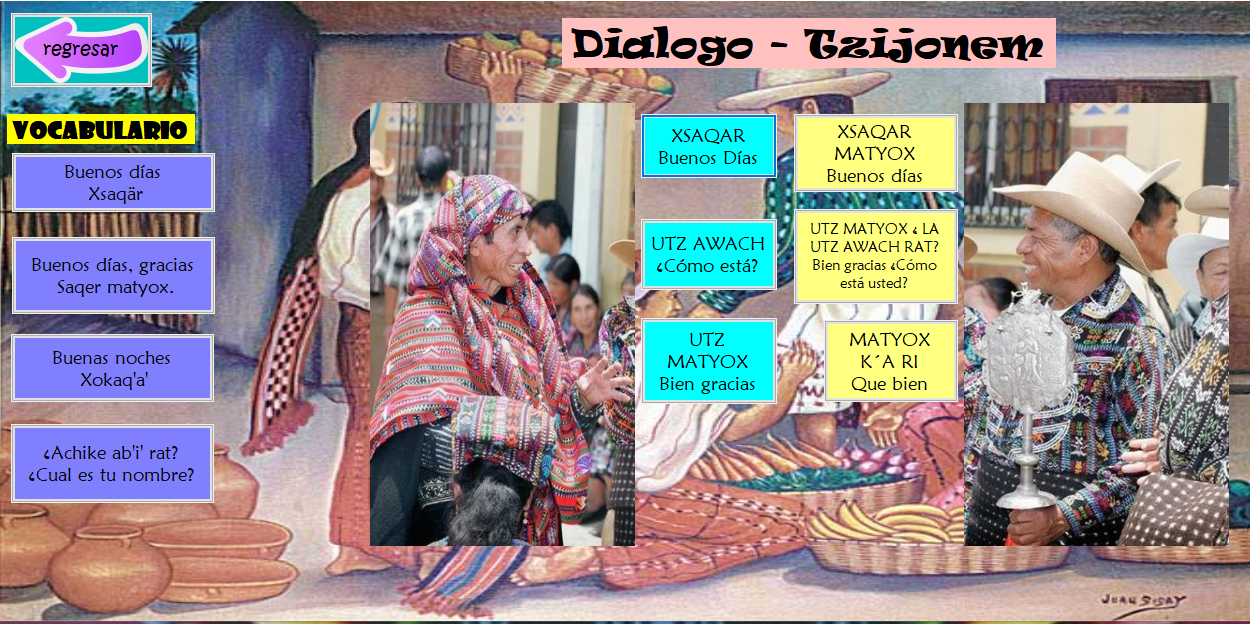 regresar
Dialogo - Tzijonem
VOCABULARIO
Buenos días
Xsaqär
Buenos días, gracias
Saqer matyox.
Buenas noches
Xokaq'a'
¿Achike ab'i' rat?
¿Cual es tu nombre?
XSAQAR
Buenos Días
XSAQAR
MATYOX
Buenos días
UTZ AWACH
¿Cómo está?
UTZ MATYOX ¿ LA
UTZ AWACH RAT?
Bien gracias ¿Cómo
está usted?
UTZ
MATYOX
Bien gracias
MATYOX
K´A RI
Que bien
JUAN SISAY